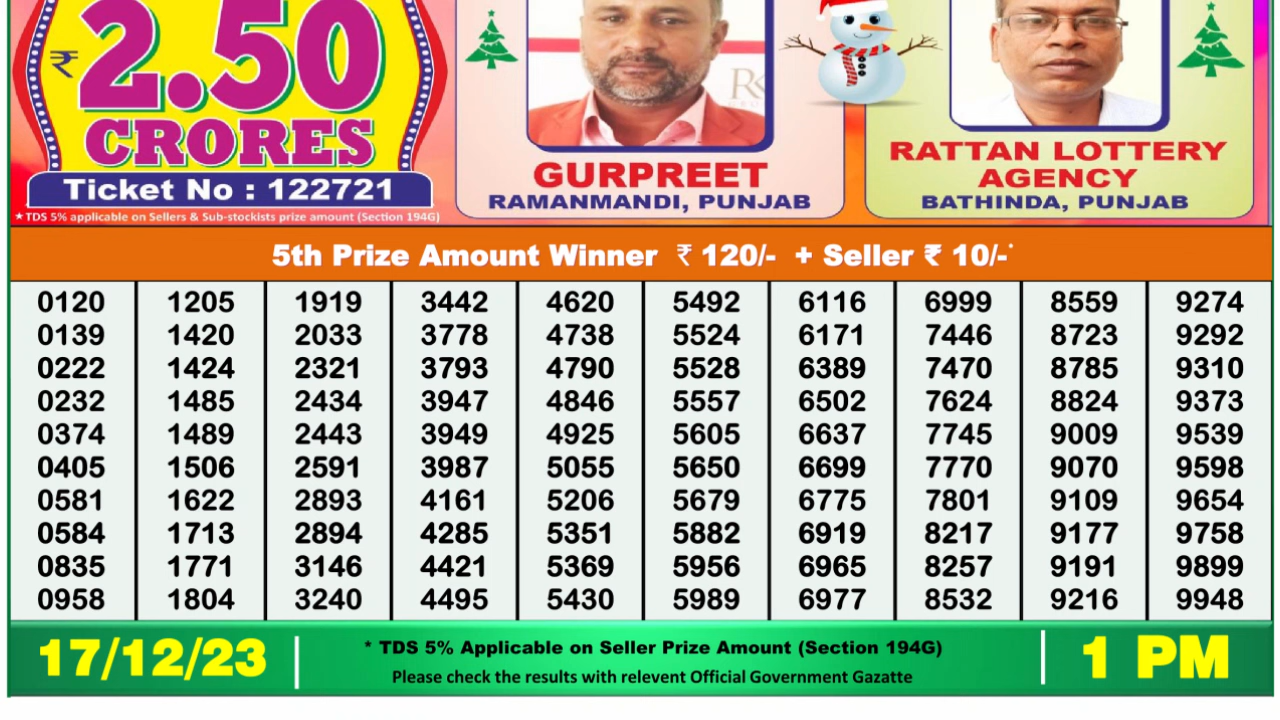 ₹ 2.50
CRORES
Ticket No : 122721
★ TDS 5% applicable on Sellers & Sub-stockists prize amount (Section 194G)
GURPREET
RAMANMANDI, PUNJAB
RATTAN LOTTERY
AGENCY
BATHINDA, PUNJAB
5th Prize Amount Winner ₹ 120/- + Seller ₹ 10/-*
0120 1205 1919 3442 4620 5492 6116 6999 8559 9274
0139 1420 2033 3778 4738 5524 6171 7446 8723 9292
0222 1424 2321 3793 4790 5528 6389 7470 8785 9310
0232 1485 2434 3947 4846 5557 6502 7624 8824 9373
0374 1489 2443 3949 4925 5605 6637 7745 9009 9539
0405 1506 2591 3987 5055 5650 6699 7770 9070 9598
0581 1622 2893 4161 5206 5679 6775 7801 9109 9654
0584 1713 2894 4285 5351 5882 6919 8217 9177 9758
0835 1771 3146 4421 5369 5956 6965 8257 9191 9899
0958 1804 3240 4495 5430 5989 6977 8532 9216 9948
17/12/23
* TDS 5% Applicable on Seller Prize Amount (Section 194G)
Please check the results with relevent Official Government Gazatte
1 PM